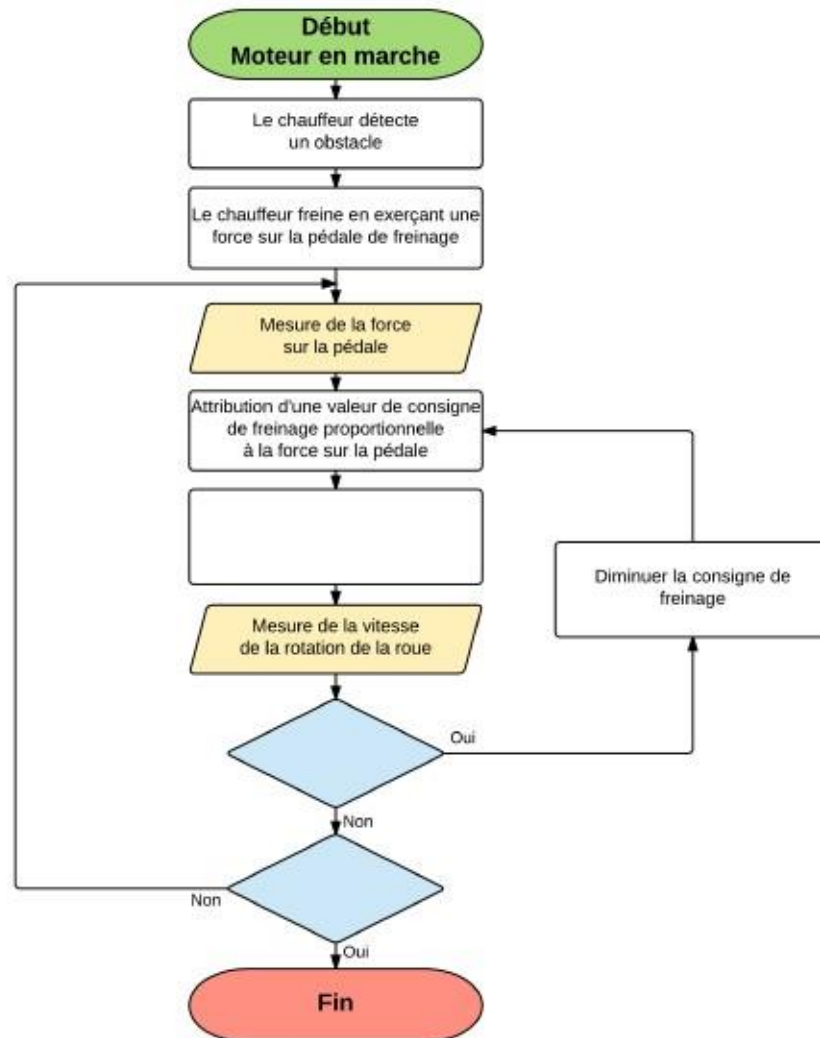 Début
Moteur en marche
Le chauffeur détecte
un obstacle
Le chauffeur freine en exerçant une
force sur la pédale de freinage
Mesure de la force
sur la pédale
Attribution d'une valeur de consigne
de freinage proportionnelle
à la force sur la pédale
Diminuer la consigne de
freinage
Mesure de la vitesse
de la rotation de la roue
Oui
Non
Non
Oui
Fin